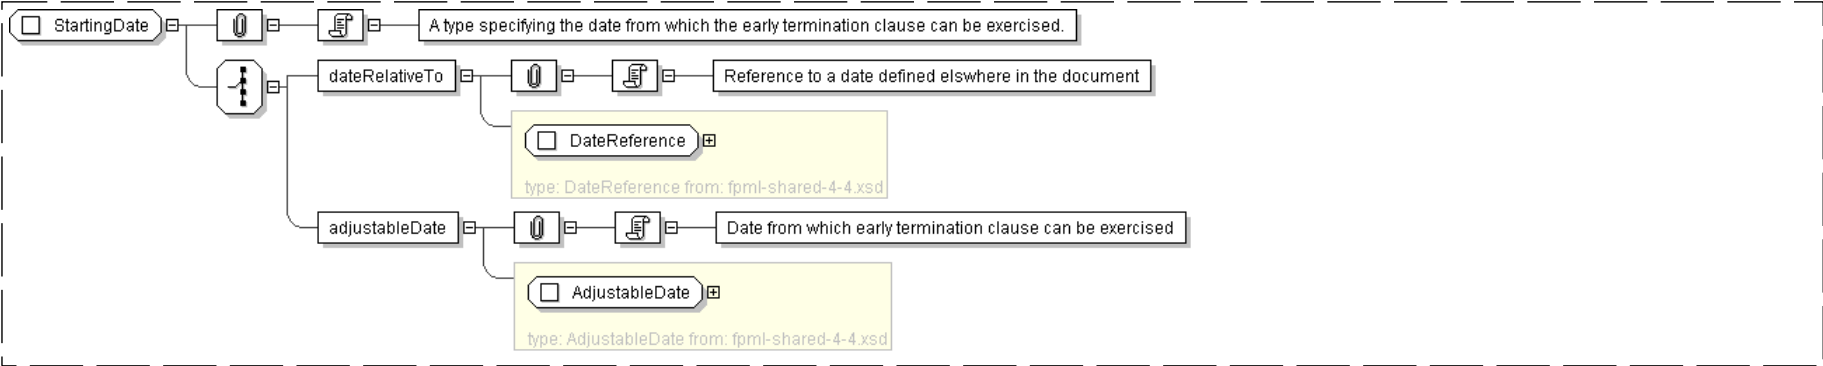 StartingDate
A type specifying the date from which the early termination clause can be exercised.
dateRelativeTo
Reference to a date defined elswhere in the document
DateReference
type: DateReference from: fpml-shared-4-4.xsd
adjustableDate
Date from which early termination clause can be exercised
AdjustableDate
type: AdjustableDate from: fpml-shared-4-4.xsd